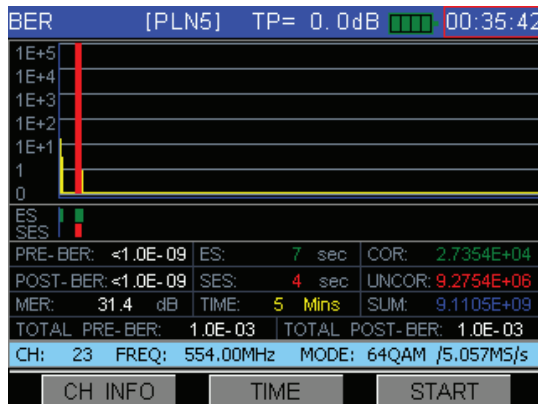 BER [PLN5] TP= 0.0dB 00:35:42
1E+5
1E+4
1E+3
1E+2
1E+1
1
0
ES
SES
PRE-BER: <1.0E-09 ES: 7 sec COR: 2.7354E+04
POST-BER: <1.0E-09 SES: 4 sec UNCOR: 9.2754E+06
MER: 31.4 dB TIME: 5 Mins SUM: 9.1105E+09
TOTAL PRE-BER: 1.0E-03 TOTAL POST-BER: 1.0E-03
CH: 23 FREQ: 554.00MHz MODE: 64QAM /5.057MS/s
CH INFO TIME START